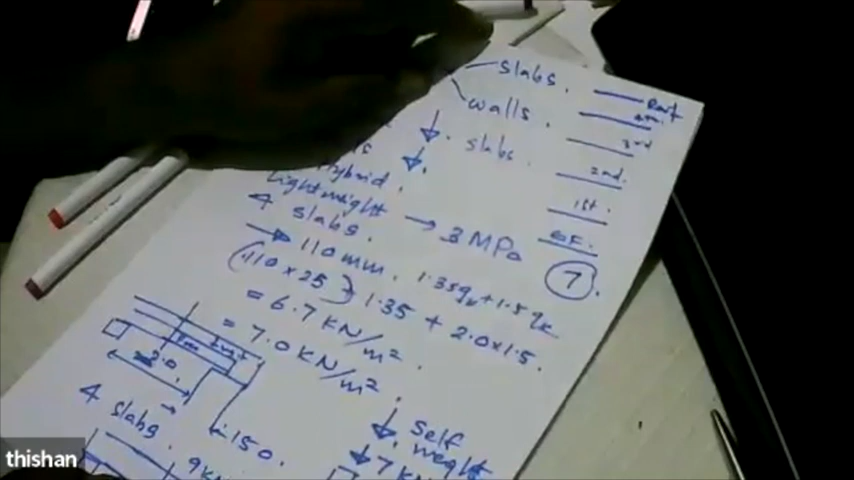 slabs.
walls.
slabs.
3rd
2nd.
1st.
Hybrid.
Lightweight → 3 MPa
4 slabs.
7.
→ 110 mm. 1.35gk + 1.5qk
(110 x 25) 1.35 + 2.0 x 1.5.
= 6.7 KN/m².
= 7.0 KN/m².
2.0
150.
4 slabs.
self
weight
7 K
9 K
thishan